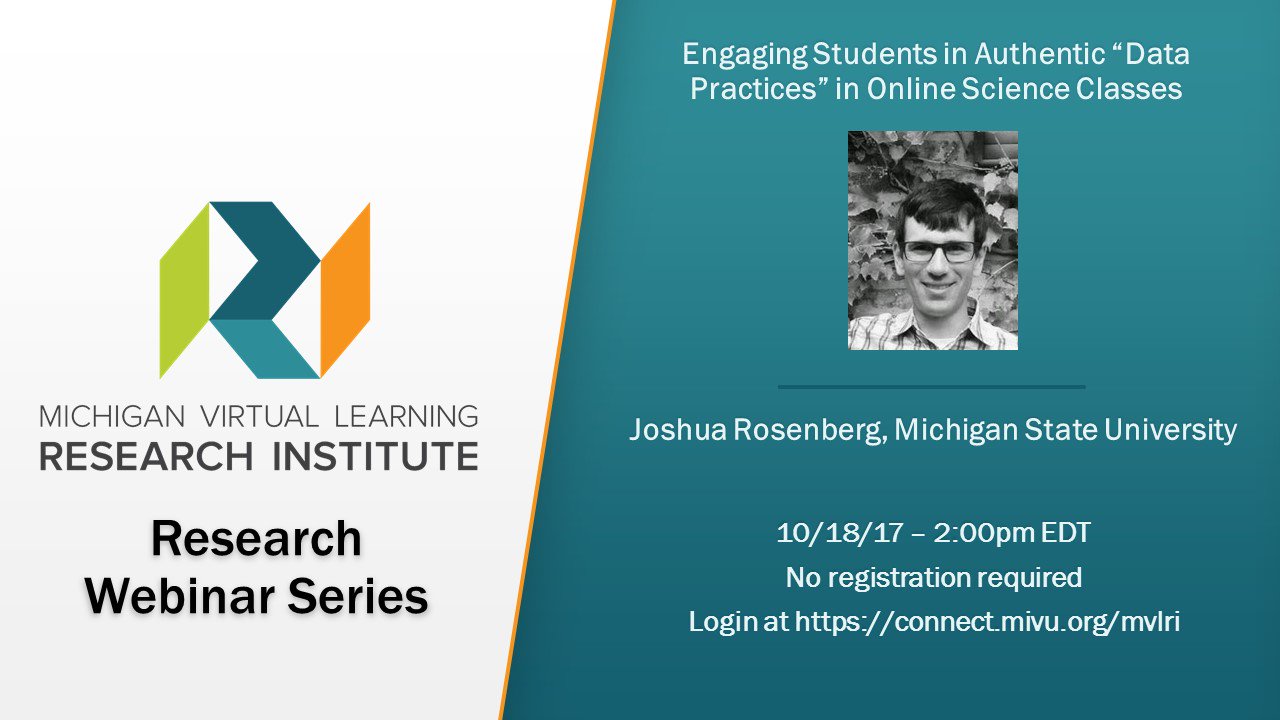 MICHIGAN VIRTUAL LEARNING
RESEARCH INSTITUTE
Research
Webinar Series
Engaging Students in Authentic “Data
Practices” in Online Science Classes
Joshua Rosenberg, Michigan State University
10/18/17 – 2:00pm EDT
No registration required
Login at https://connect.mivu.org/mvlri